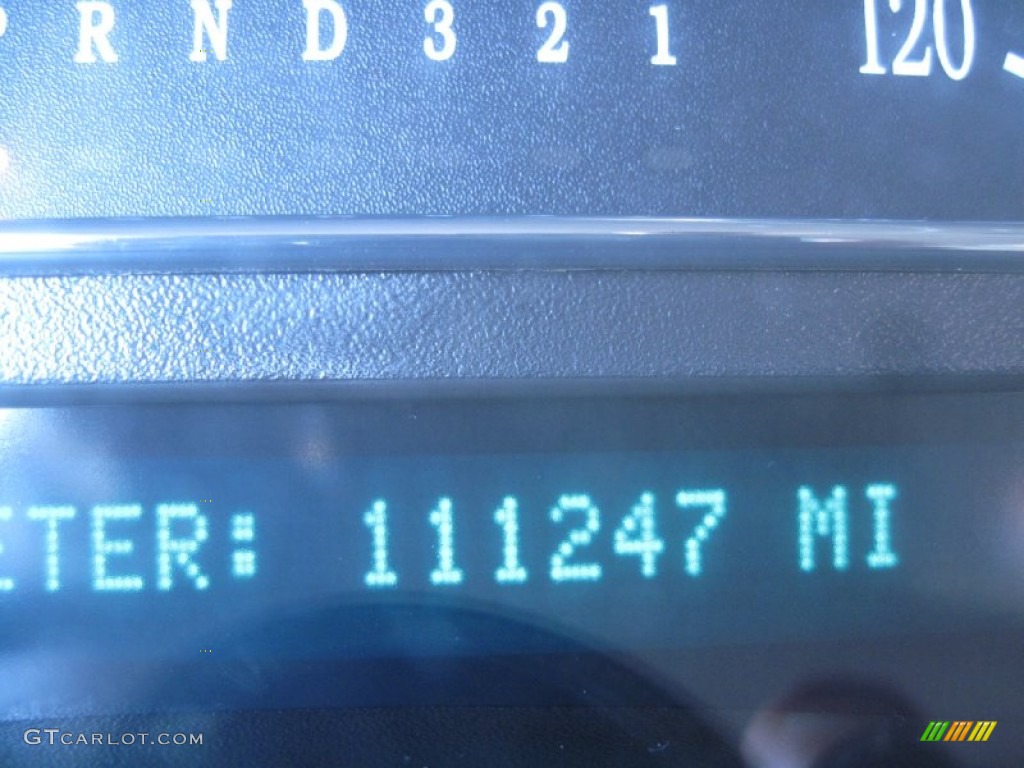 P R N D 3 2 1 120
ETER: 111247 MI
GTCARLOT.COM